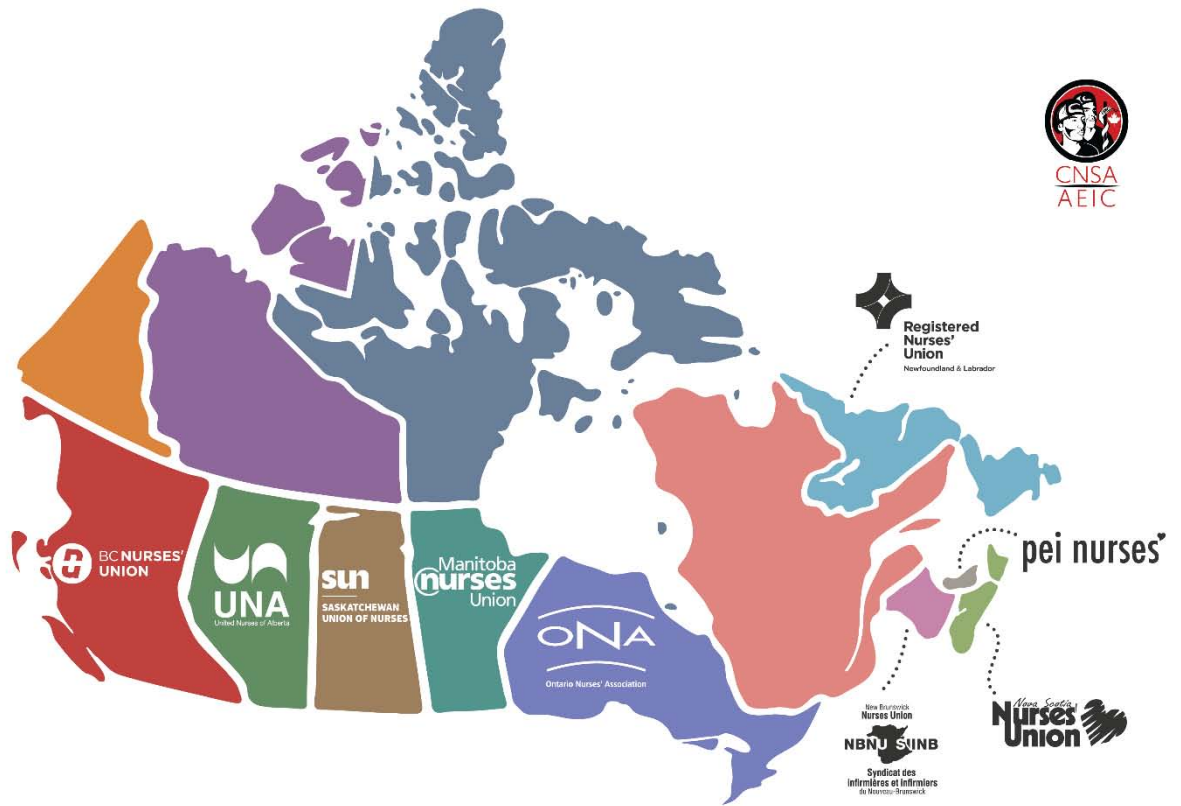 CNSA
AEIC
Registered
Nurses'
Union
Newfoundland & Labrador
BC NURSES'
UNION
UNA
United Nurses of Alberta
sun
SASKATCHEWAN
UNION OF NURSES
Manitoba
nurses
Union
ONA
Ontario Nurses' Association
pei nurses
New Brunswick
Nurses Union
NBNU SIINB
Syndicat des
infirmières et infirmiers
du Nouveau-Brunswick
Nova Scotia
Nurses'
Union